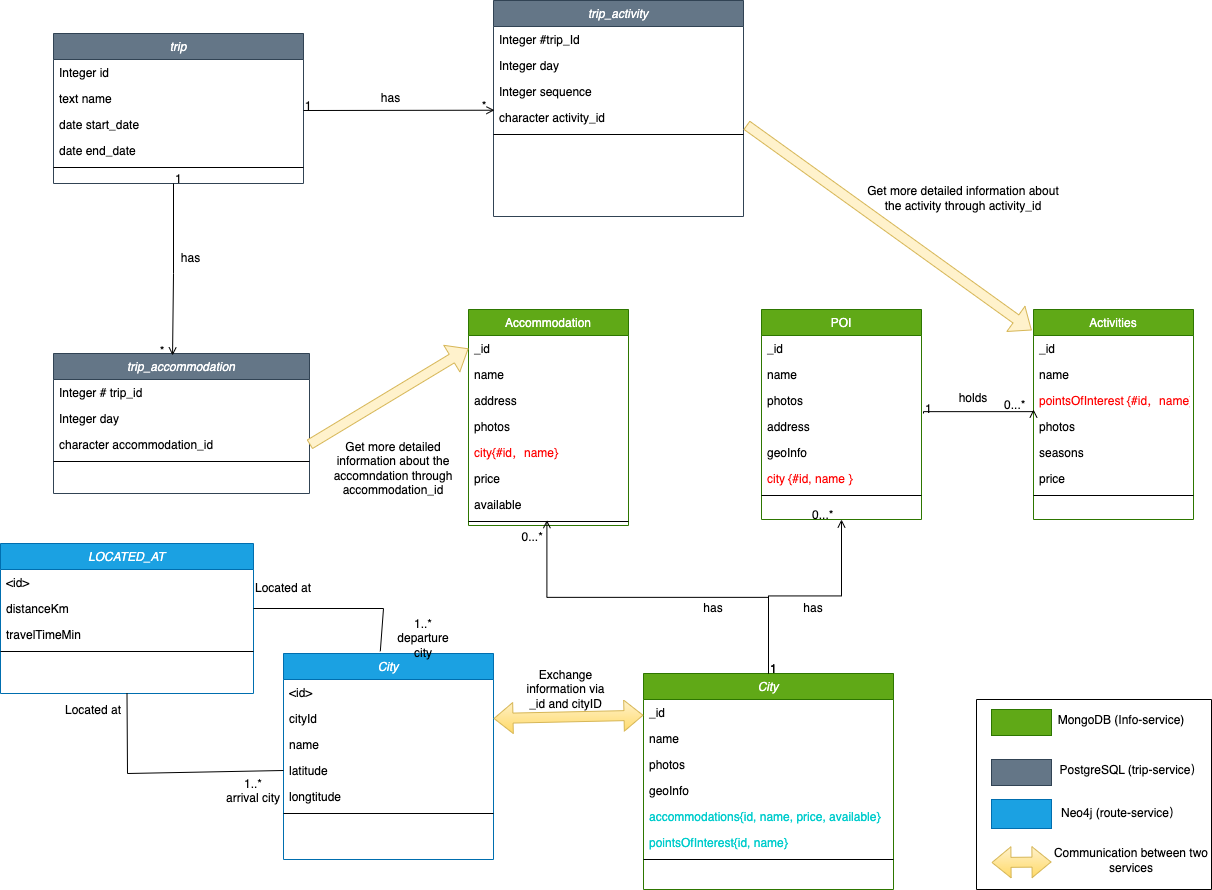 trip_activity
Integer #trip_Id
Integer day
Integer sequence
character activity_id
trip
Integer id
text name
date start_date
date end_date
1
has
*
1
has
*
Get more detailed information about
the activity through activity_id
trip_accommodation
Integer # trip_id
Integer day
character accommodation_id
Get more detailed
information about the
accomndation through
accommodation_id
Accommodation
_id
name
address
photos
city{#id,  name}
price
available
0...*
POI
_id
name
photos
address
geoInfo
city {#id, name }
0...*
1
holds
0...*
Activities
_id
name
pointsOfInterest {#id,  name
photos
seasons
price
has
has
1
LOCATED_AT
<id>
distanceKm
travelTimeMin
Located at
1..*
departure
city
Located at
1..*
arrival city
City
<id>
cityId
name
latitude
longtitude
Exchange
information via
_id and cityID
City
_id
name
photos
geoInfo
accommodations{id, name, price, available}
pointsOfInterest{id, name}
MongoDB (Info-service)
PostgreSQL (trip-service)
Neo4j (route-service)
Communication between two
services